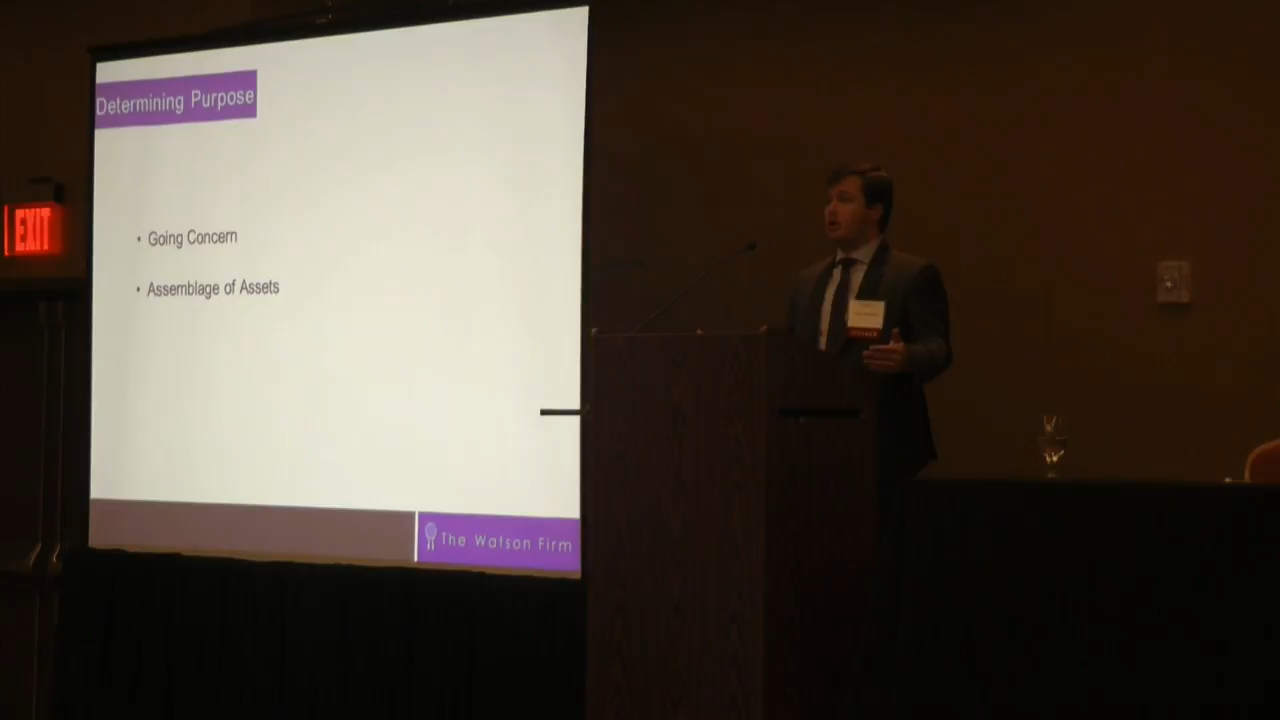 Determining Purpose
EXIT
• Going Concern
• Assemblage of Assets
The Watson Firm